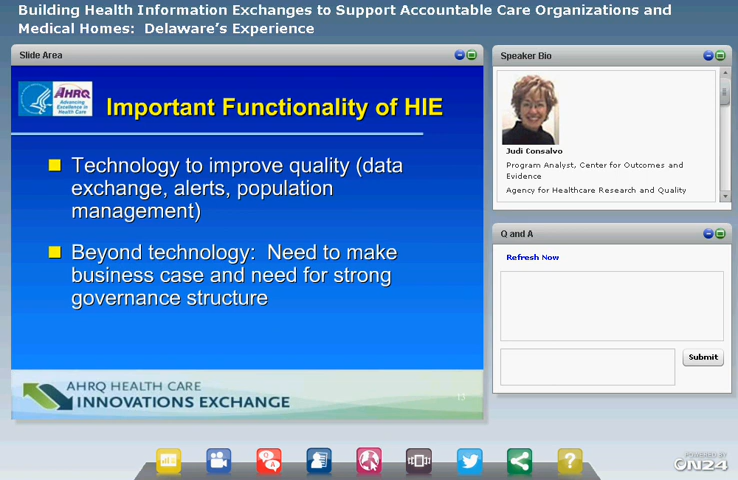 Building Health Information Exchanges to Support Accountable Care Organizations and
Medical Homes: Delaware's Experience
Slide Area
AHRQ
Advancing
Excellence in
Health Care
Important Functionality of HIE
Technology to improve quality (data
exchange, alerts, population
management)
Beyond technology: Need to make
business case and need for strong
governance structure
AHRQ HEALTH CARE
INNOVATIONS EXCHANGE
13
Speaker Bio
Judi Consalvo
Program Analyst, Center for Outcomes and
Evidence
Agency for Healthcare Research and Quality
Q and A
Refresh Now
Submit
Q
A
?
POWERED BY
ON24